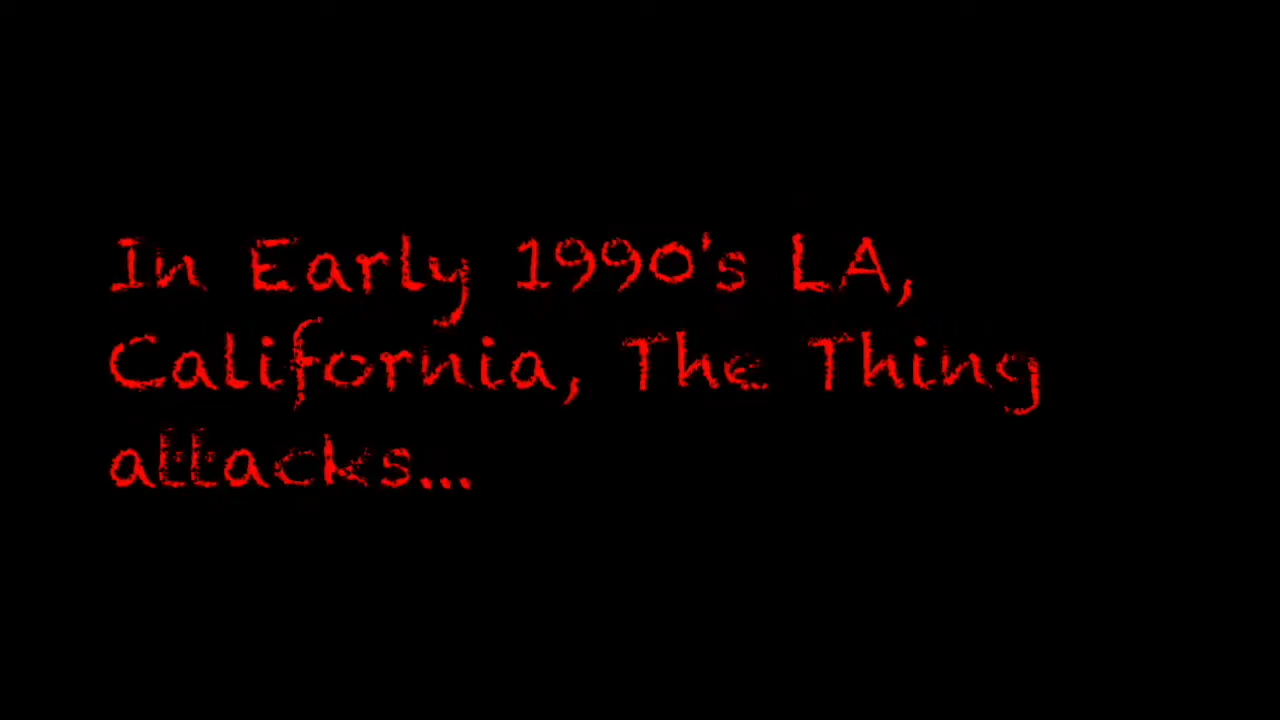 In Early 1990's LA,
California, The Thing
attacks...